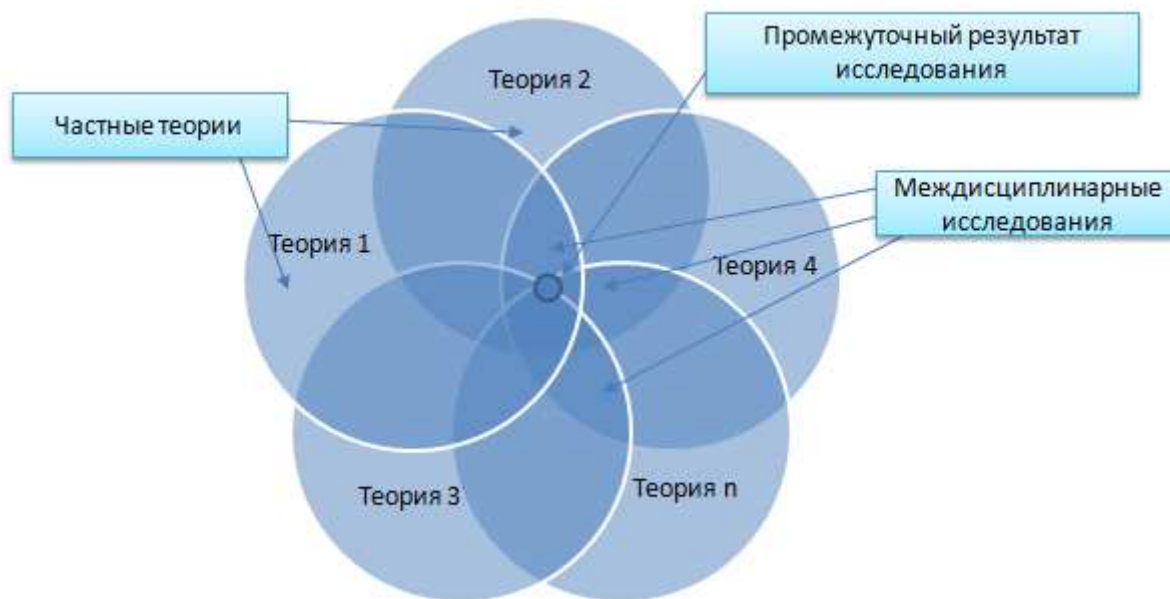 Промежуточный результат
исследования
Теория 2
Частные теории
Междисциплинарные
исследования
Теория 1
Теория 4
Теория 3
Теория n